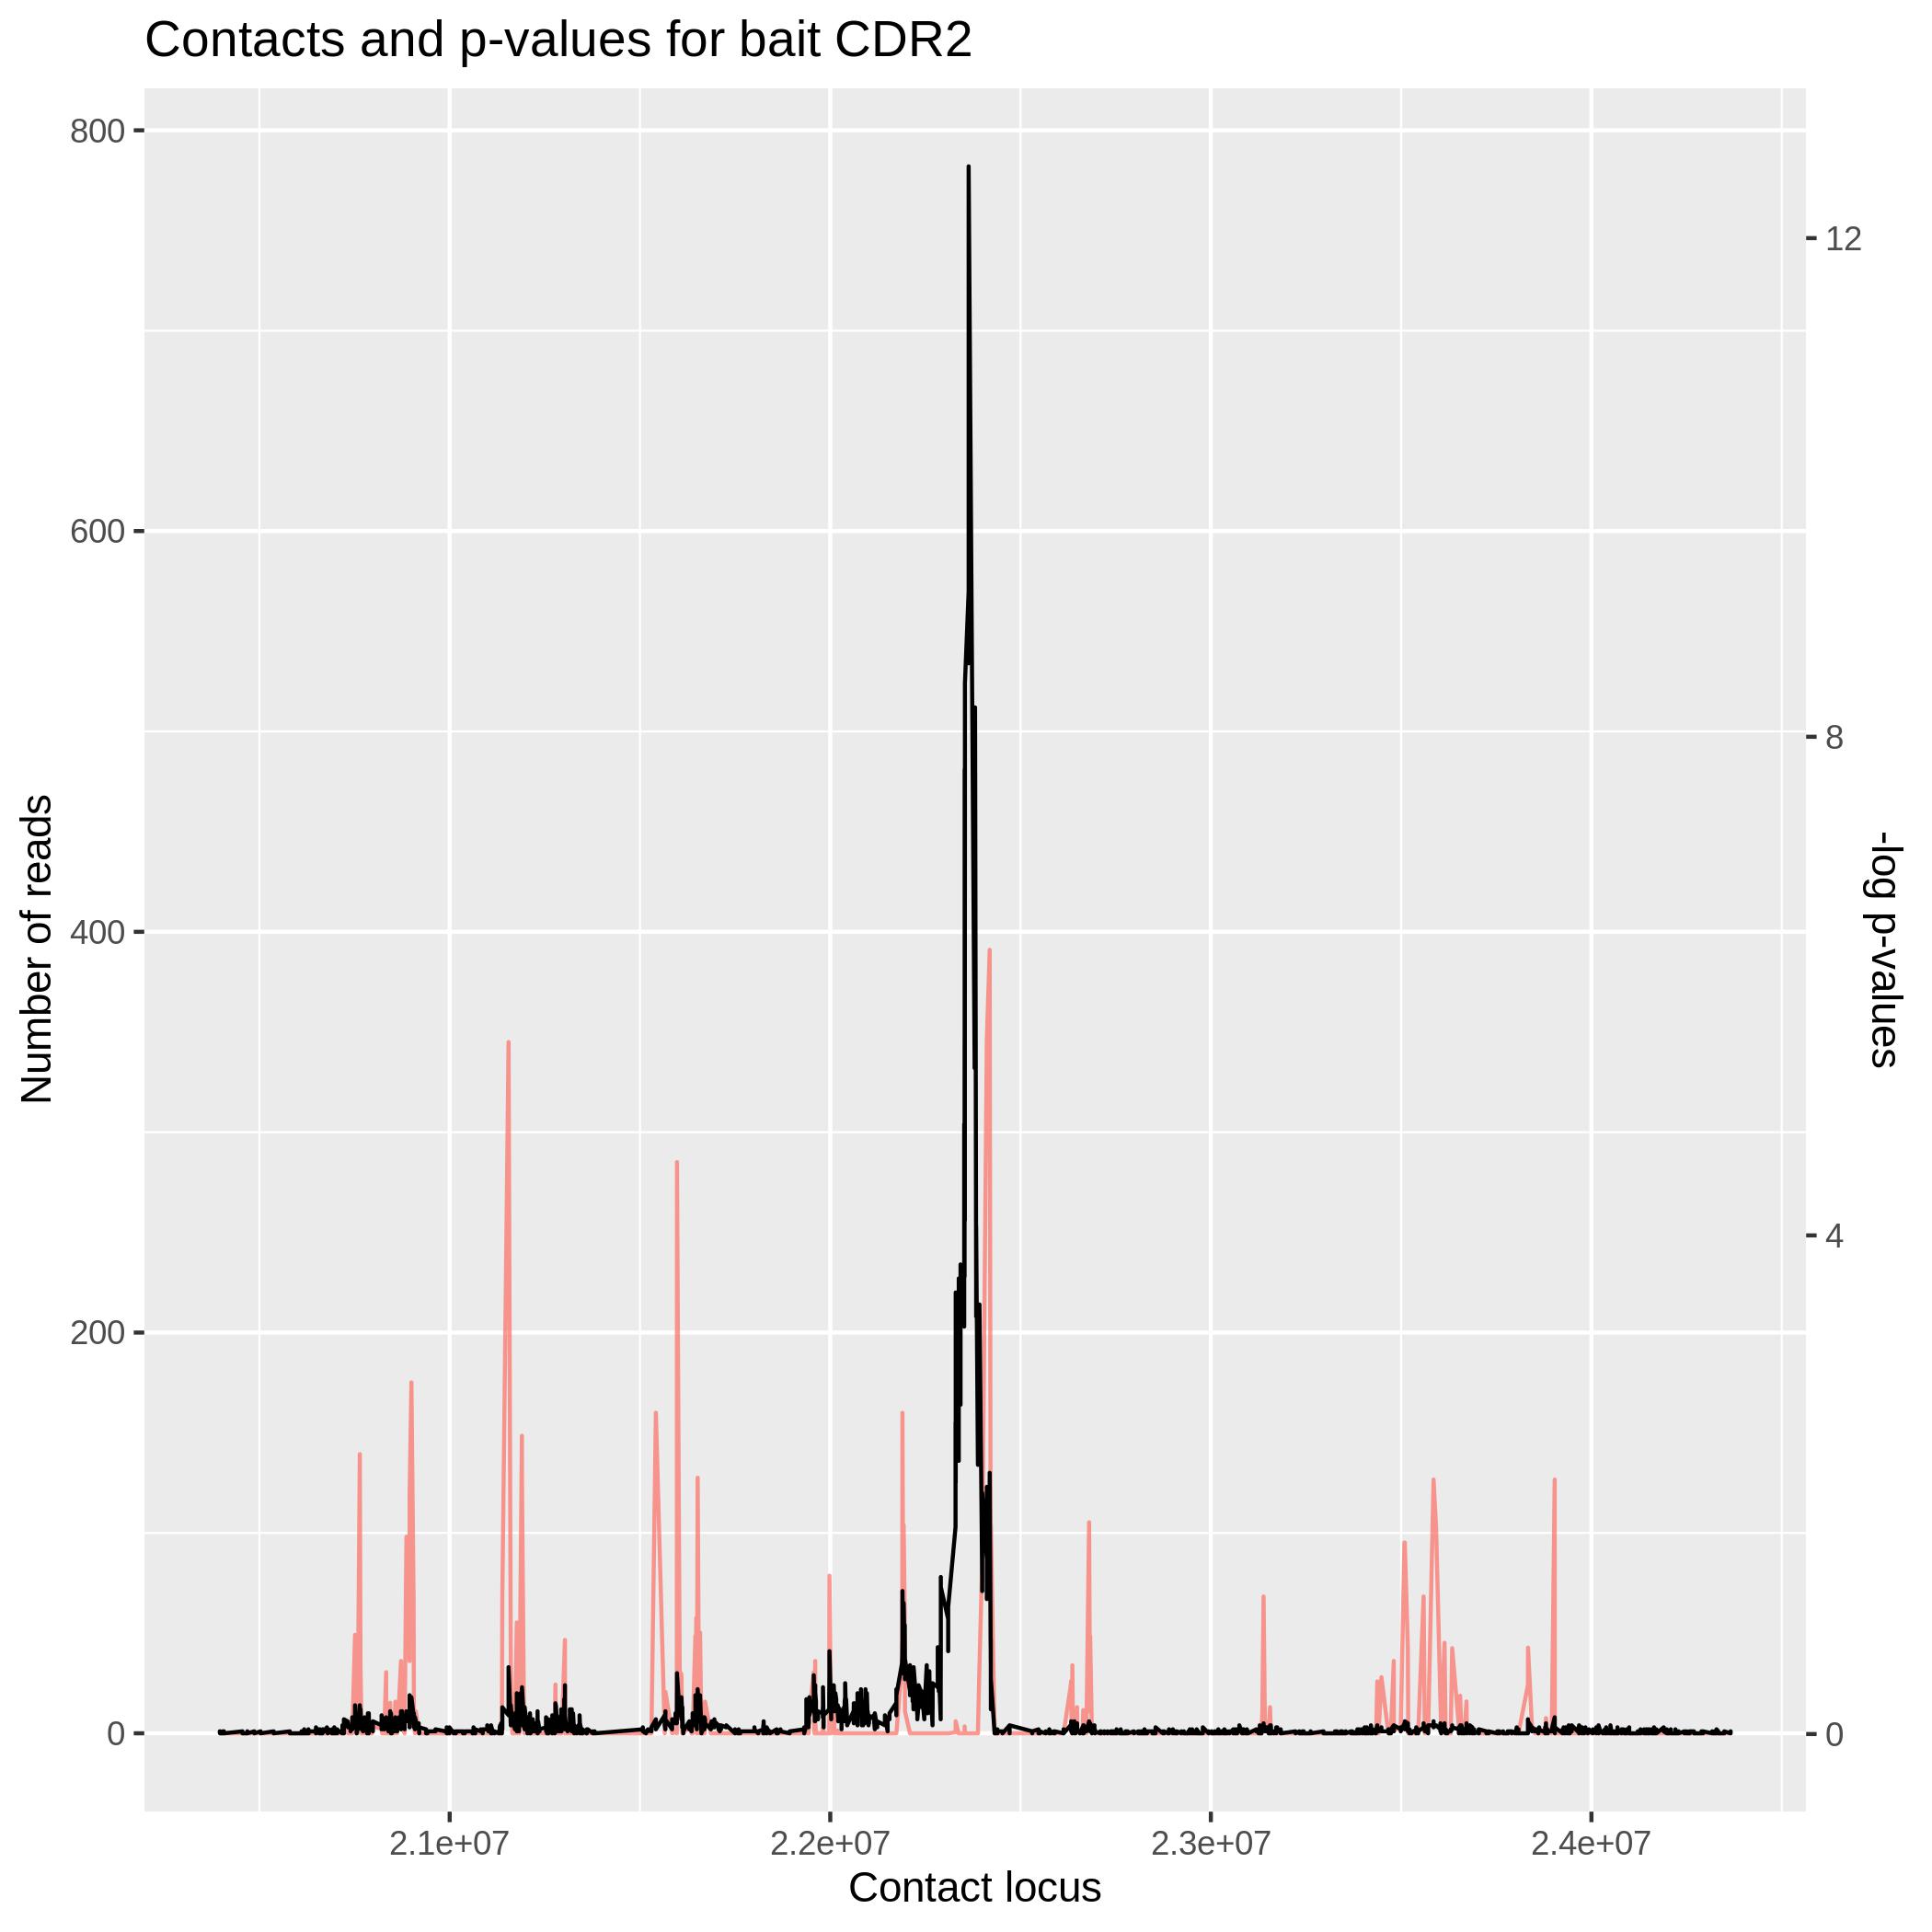 Contacts and p-values for bait CDR2
800
600
400
200
0
Number of reads
12
8
4
0
-log p-values
2.1e+07
2.2e+07
2.3e+07
2.4e+07
Contact locus